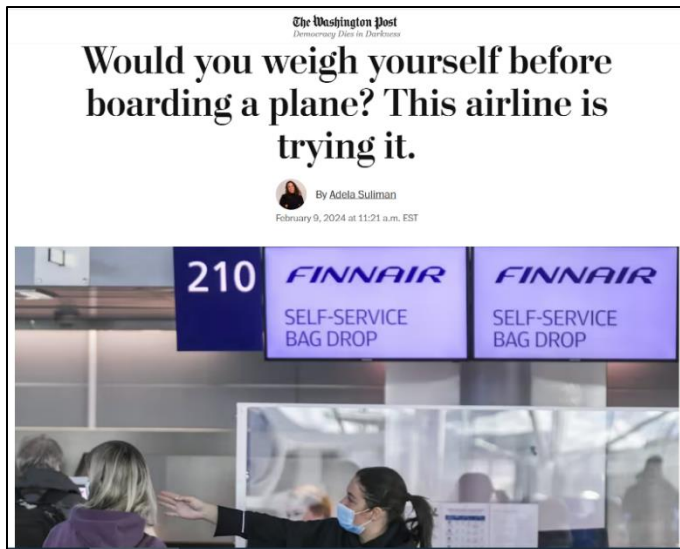 The Washington Post
Democracy Dies in Darkness
Would you weigh yourself before
boarding a plane? This airline is
trying it.
By Adela Suliman
February 9, 2024 at 11:21 a.m. EST
210
FINNAIR
SELF-SERVICE
BAG DROP
FINNAIR
SELF-SERVICE
BAG DROP